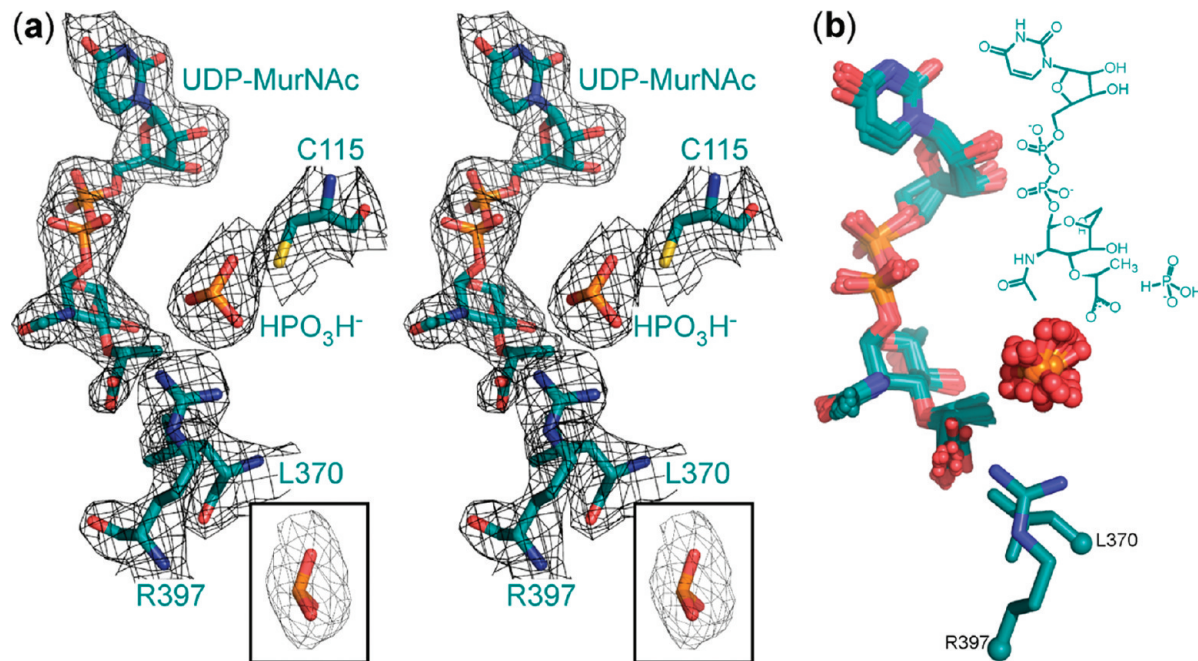 (a)
UDP-MurNAc
C115
HPO3H-
L370
R397
UDP-MurNAc
C115
HPO3H-
L370
R397
(b)
O
NH
O
N
O
OH
OH
O
O
-O-P
O
O
O-P-O-
O
O
H
HN
OH
O
O
CH3
O
O-
O
H-P
OH
O-
L370
R397